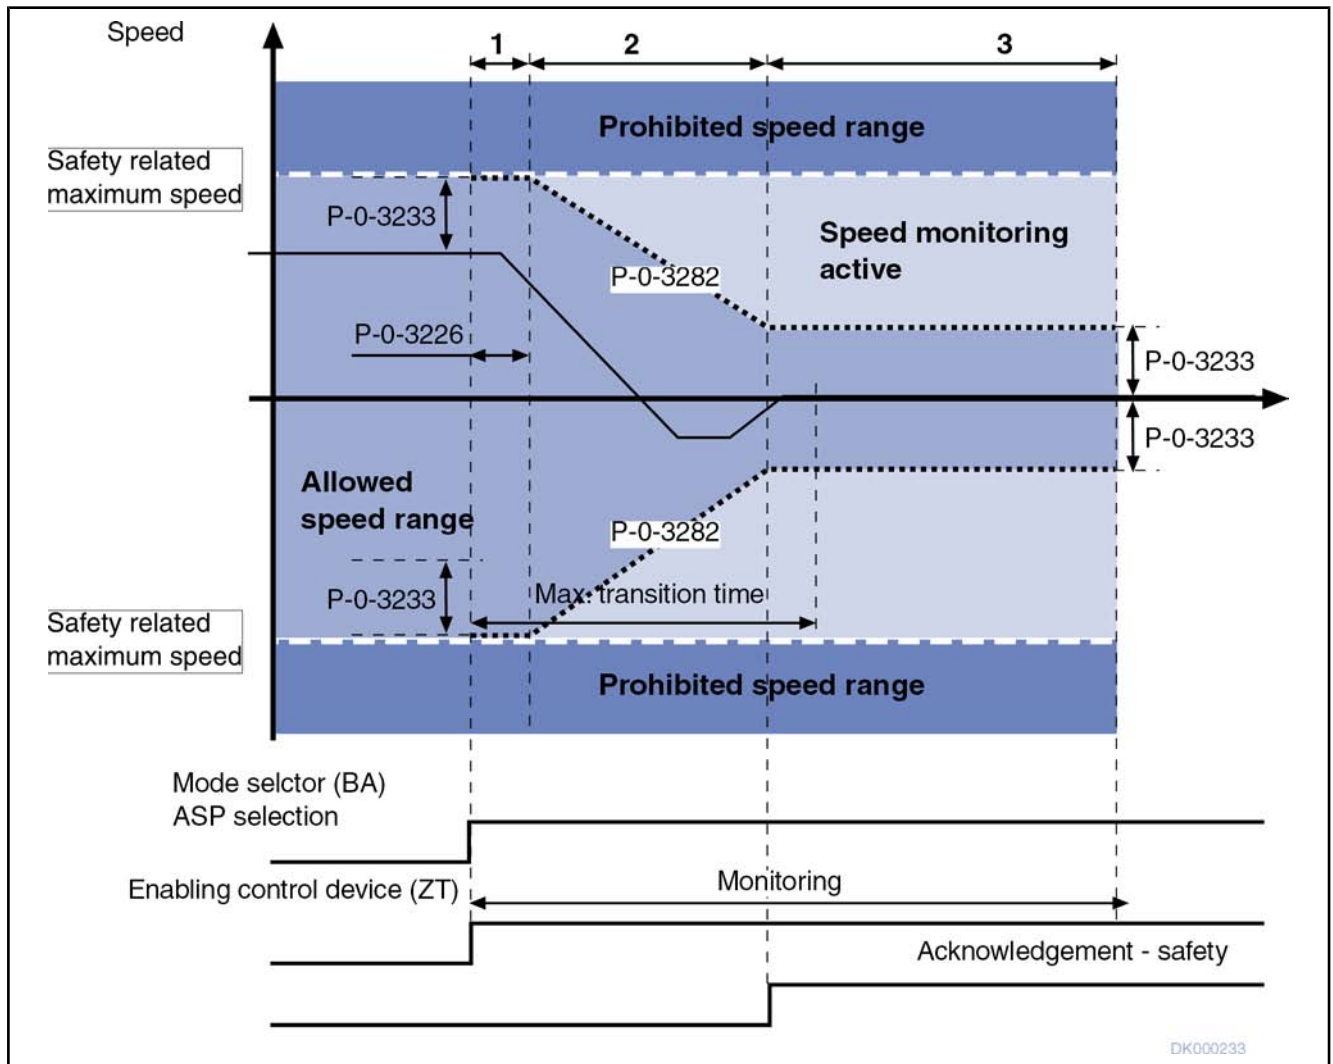 Speed
1
2
3
Prohibited speed range
Safety related
maximum speed
P-0-3233
Speed monitoring
active
P-0-3282
P-0-3226
P-0-3233
P-0-3233
Allowed
speed range
P-0-3282
P-0-3233
Max. transition time
Safety related
maximum speed
Prohibited speed range
Mode selctor (BA)
ASP selection
Enabling control device (ZT)
Monitoring
Acknowledgement - safety
DK000233